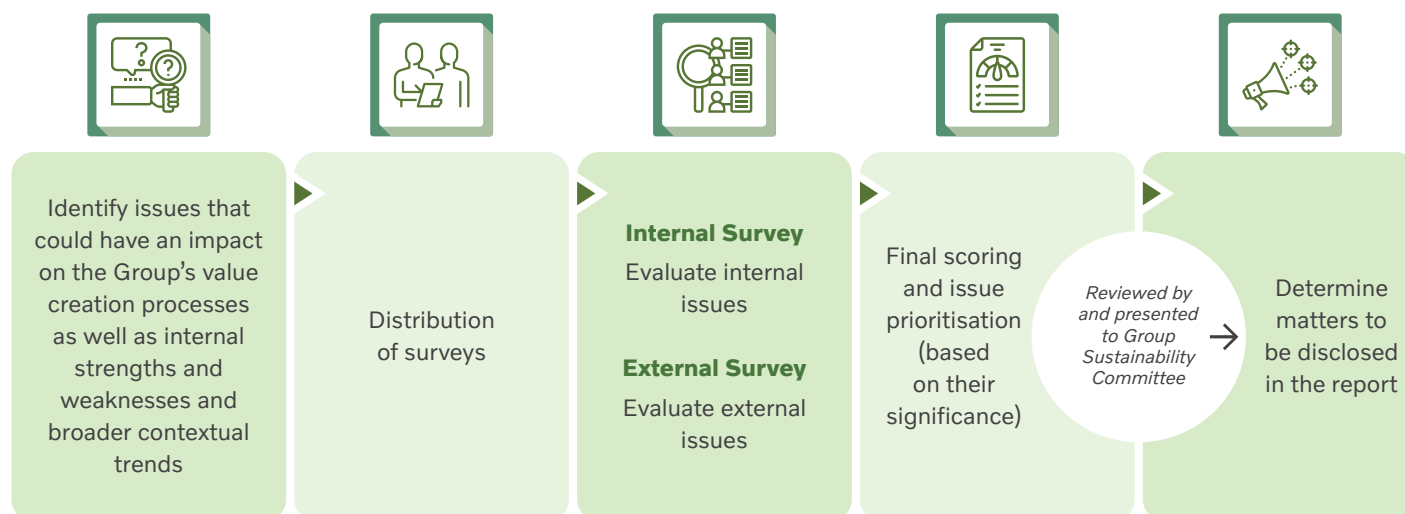 Identify issues that
could have an impact
on the Group’s value
creation processes
as well as internal
strengths and
weaknesses and
broader contextual
trends
Distribution
of surveys
Internal Survey
Evaluate internal
issues
External Survey
Evaluate external
issues
Final scoring
and issue
prioritisation
(based
on their
significance)
Reviewed by
and presented
to Group
Sustainability
Committee
Determine
matters to
be disclosed
in the report